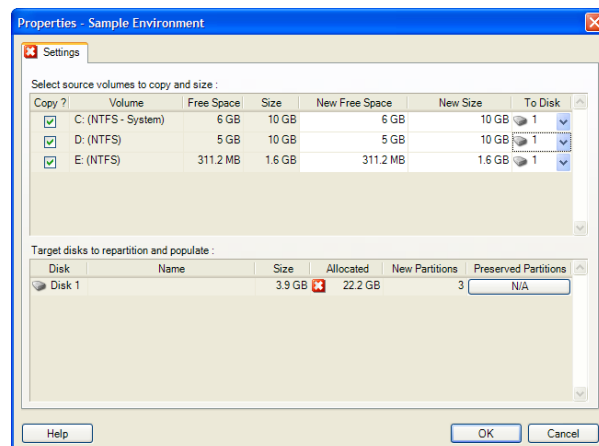 Properties - Sample Environment
Settings
Select source volumes to copy and size :
Copy ? Volume Free Space Size New Free Space New Size To Disk
C: (NTFS - System) 6 GB 10 GB 6 GB 10 GB 1
D: (NTFS) 5 GB 10 GB 5 GB 10 GB 1
E: (NTFS) 311.2 MB 1.6 GB 311.2 MB 1.6 GB 1
Target disks to repartition and populate :
Disk Name Size Allocated New Partitions Preserved Partitions
Disk 1 3.9 GB 22.2 GB 3 N/A
Help OK Cancel